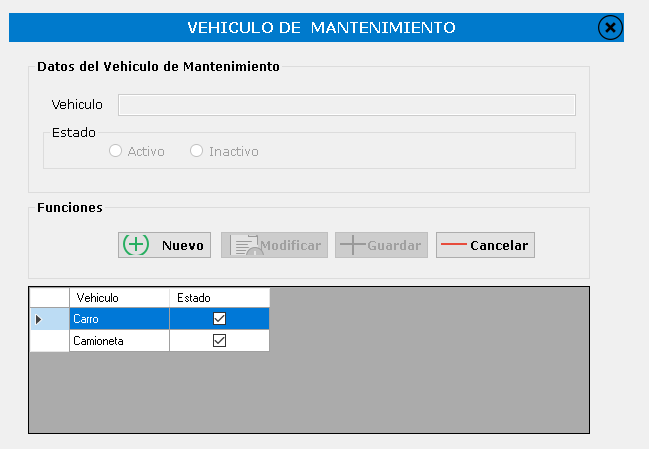 VEHICULO DE MANTENIMIENTO
Datos del Vehiculo de Mantenimiento
Vehiculo
Estado
Activo Inactivo
Funciones
Nuevo Modificar Guardar Cancelar
Vehiculo Estado
Carro
Camioneta